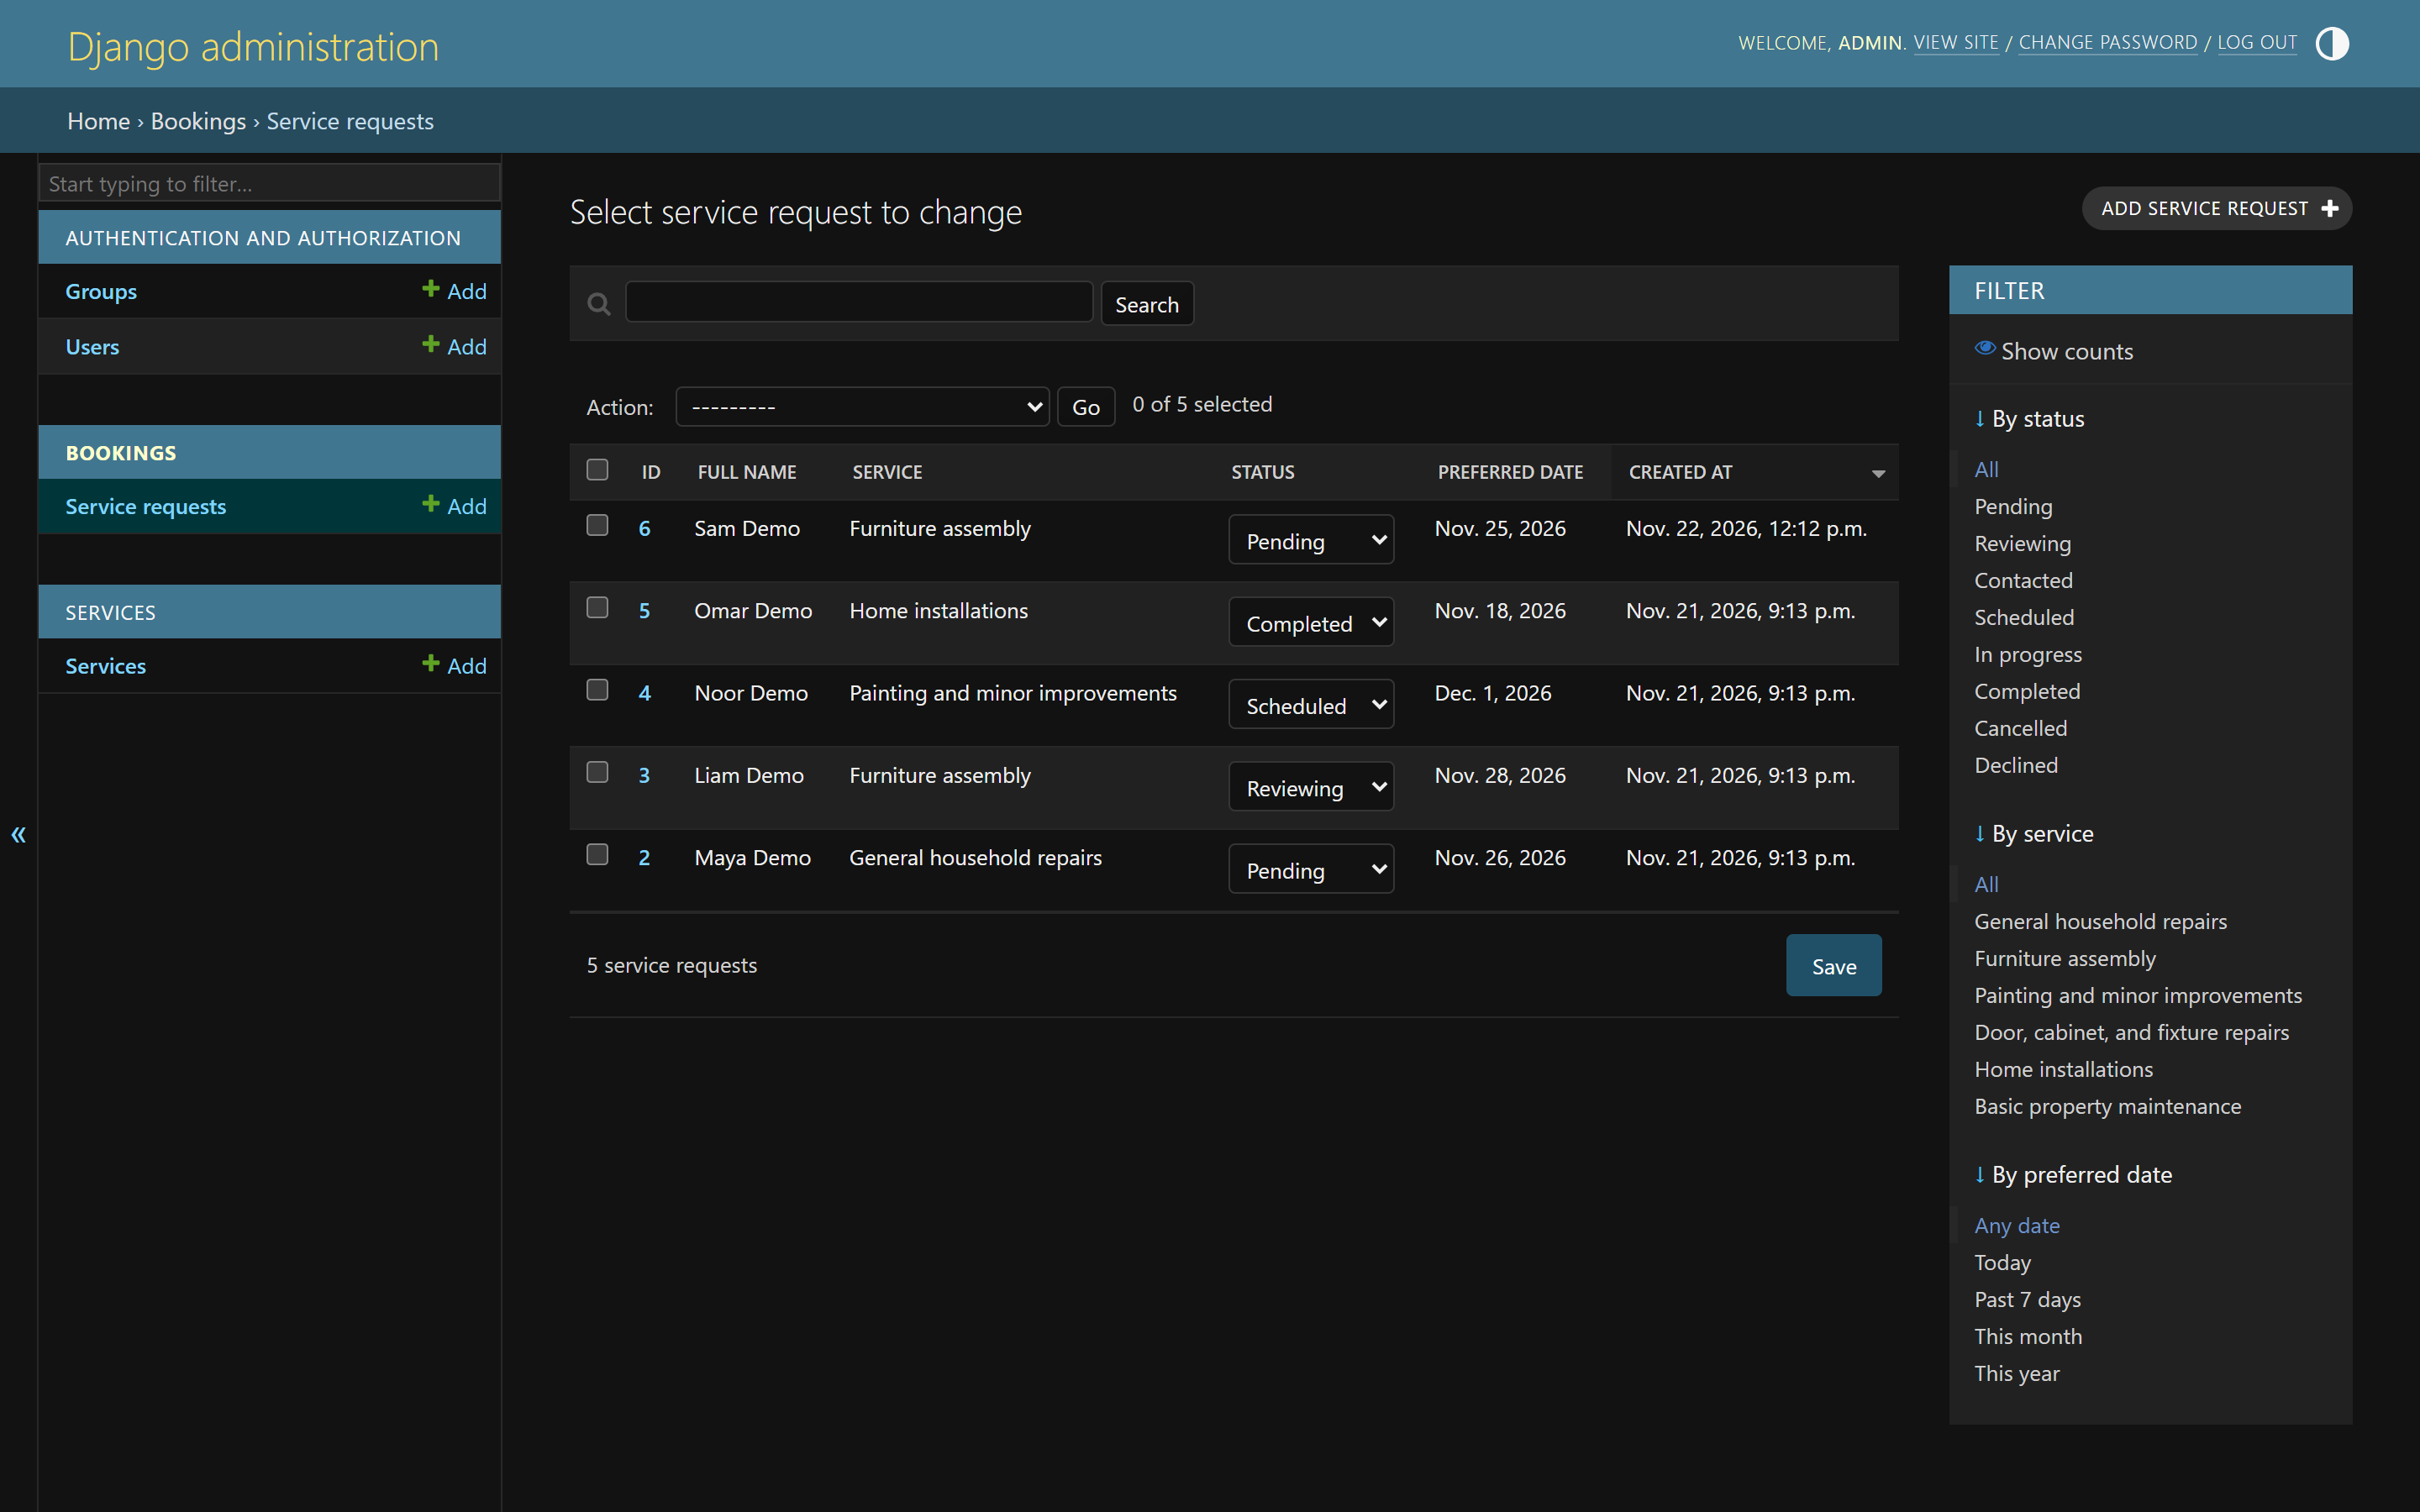 Django administration
WELCOME, ADMIN. VIEW SITE / CHANGE PASSWORD / LOG OUT
Home › Bookings › Service requests
Start typing to filter...
AUTHENTICATION AND AUTHORIZATION
Groups + Add
Users + Add
BOOKINGS
Service requests + Add
SERVICES
Services + Add
«
Select service request to change
ADD SERVICE REQUEST +
Search
Action: --------- Go 0 of 5 selected
ID FULL NAME SERVICE STATUS PREFERRED DATE CREATED AT
6 Sam Demo Furniture assembly Pending Nov. 25, 2026 Nov. 22, 2026, 12:12 p.m.
5 Omar Demo Home installations Completed Nov. 18, 2026 Nov. 21, 2026, 9:13 p.m.
4 Noor Demo Painting and minor improvements Scheduled Dec. 1, 2026 Nov. 21, 2026, 9:13 p.m.
3 Liam Demo Furniture assembly Reviewing Nov. 28, 2026 Nov. 21, 2026, 9:13 p.m.
2 Maya Demo General household repairs Pending Nov. 26, 2026 Nov. 21, 2026, 9:13 p.m.
5 service requests
Save
FILTER
Show counts
↓ By status
All
Pending
Reviewing
Contacted
Scheduled
In progress
Completed
Cancelled
Declined
↓ By service
All
General household repairs
Furniture assembly
Painting and minor improvements
Door, cabinet, and fixture repairs
Home installations
Basic property maintenance
↓ By preferred date
Any date
Today
Past 7 days
This month
This year